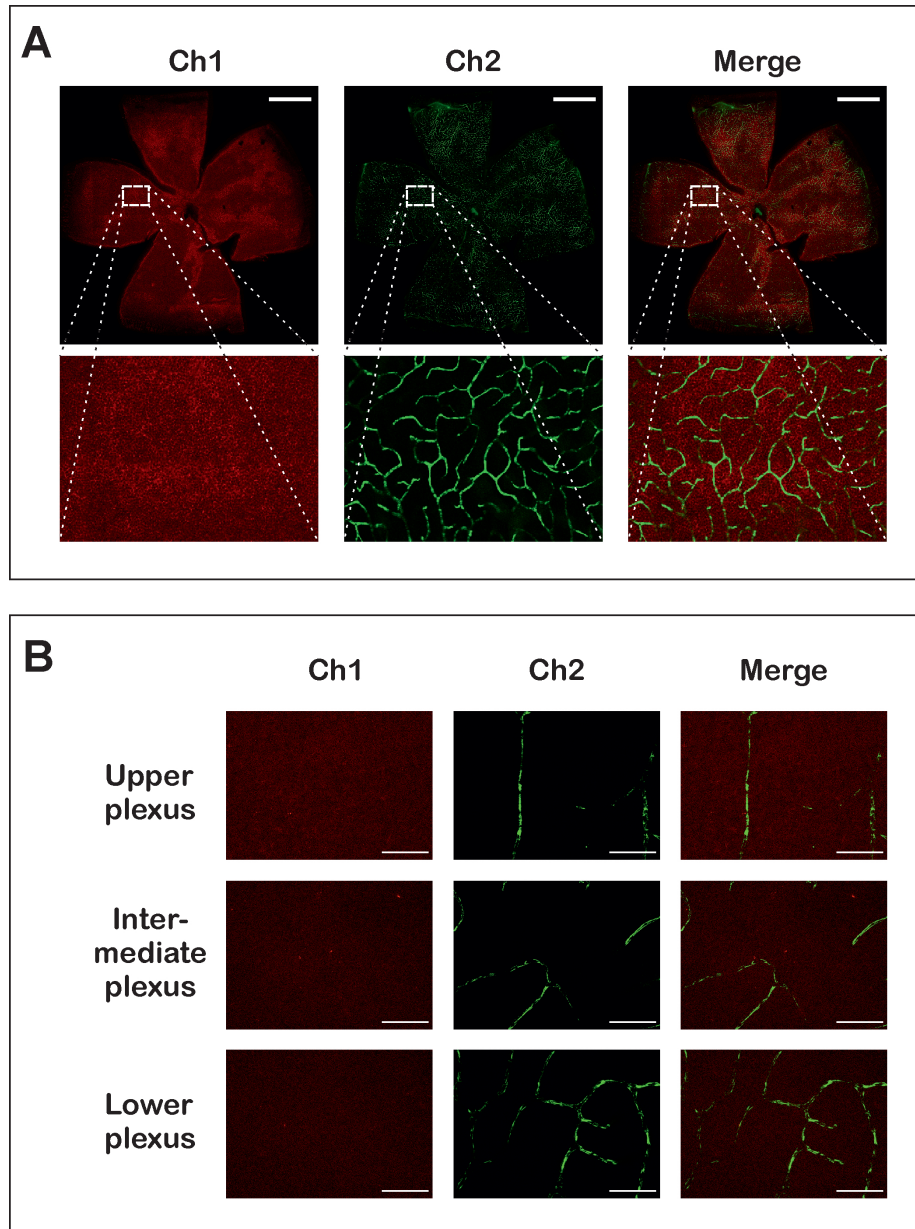 A
Ch1 Ch2 Merge
B
Ch1 Ch2 Merge
Upper
plexus
Inter-
mediate
plexus
Lower
plexus